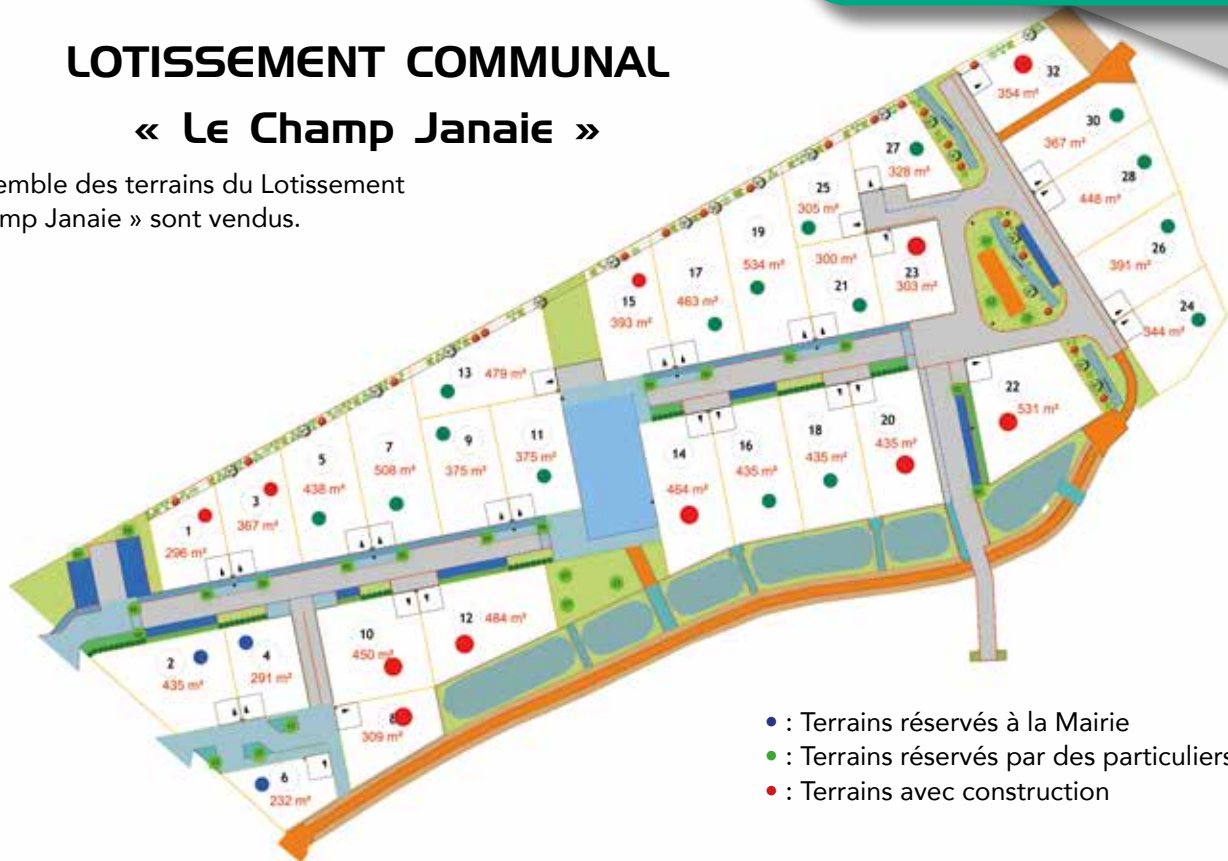 LOTISSEMENT COMMUNAL
« Le Champ Janaie »
emble des terrains du Lotissement
mp Janaie » sont vendus.
32
354 m²
30
367 m²
27
328 m²
28
448 m²
25
305 m²
26
391 m²
19
534 m²
300 m²
21
23
303 m²
17
463 m²
15
393 m²
24
344 m²
13 479 m²
22
531 m²
11
375 m²
9
375 m²
7
508 m²
5
438 m²
20
435 m²
18
435 m²
16
435 m²
14
464 m²
3
367 m²
1
296 m²
12 484 m²
10
450 m²
4
291 m²
2
435 m²
8
309 m²
6
232 m²
: Terrains réservés à la Mairie
: Terrains réservés par des particuliers
: Terrains avec construction